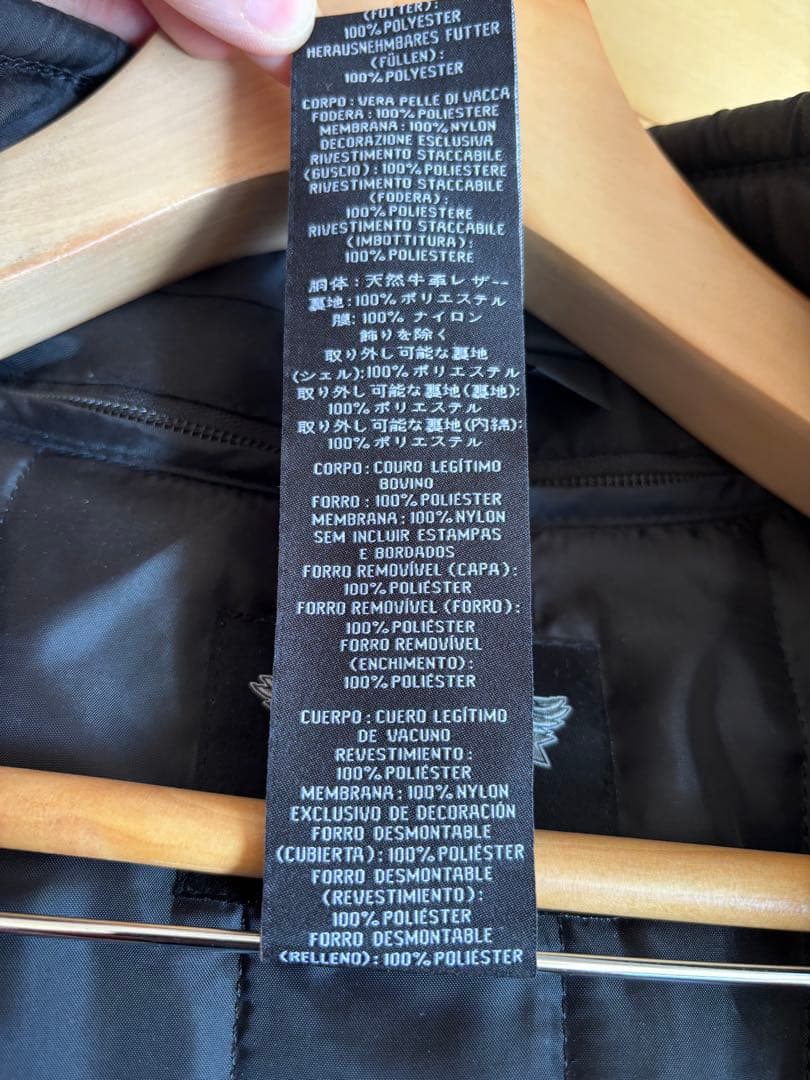 (FUTTER):
100% POLYESTER
HERAUSNEHMBARES FUTTER
(FÜLLEN):
100% POLYESTER
CORPO : VERA PELLE DI VACCA
FODERA : 100% POLIESTERE
MEMBRANA : 100% NYLON
DECORAZIONE ESCLUSIVA
RIVESTIMENTO STACCABILE
(GUSCIO) : 100% POLIESTERE
RIVESTIMENTO STACCABILE
(FODERA) :
100% POLIESTERE
RIVESTIMENTO STACCABILE
(IMBOTTITURA) :
100% POLIESTERE
胴体 : 天然牛革レザー
裏地: 100% ポリエステル
膜: 100% ナイロン
飾りを除く
取り外し可能な裏地
(シェル): 100% ポリエステル
取り外し可能な裏地(裏地):
100% ポリエステル
取り外し可能な裏地(内綿):
100% ポリエステル
CORPO : COURO LEGÍTIMO
BOVINO
FORRO : 100% POLIÉSTER
MEMBRANA : 100% NYLON
SEM INCLUIR ESTAMPAS
E BORDADOS
FORRO REMOVÍVEL (CAPA) :
100% POLIÉSTER
FORRO REMOVÍVEL (FORRO) :
100% POLIÉSTER
FORRO REMOVÍVEL
(ENCHIMENTO) :
100% POLIÉSTER
CUERPO : CUERO LEGÍTIMO
DE VACUNO
REVESTIMIENTO :
100% POLIÉSTER
MEMBRANA : 100% NYLON
EXCLUSIVO DE DECORACIÓN
FORRO DESMONTABLE
(CUBIERTA) : 100% POLIÉSTER
FORRO DESMONTABLE
(REVESTIMIENTO) :
100% POLIÉSTER
FORRO DESMONTABLE
(RELLENO) : 100% POLIÉSTER